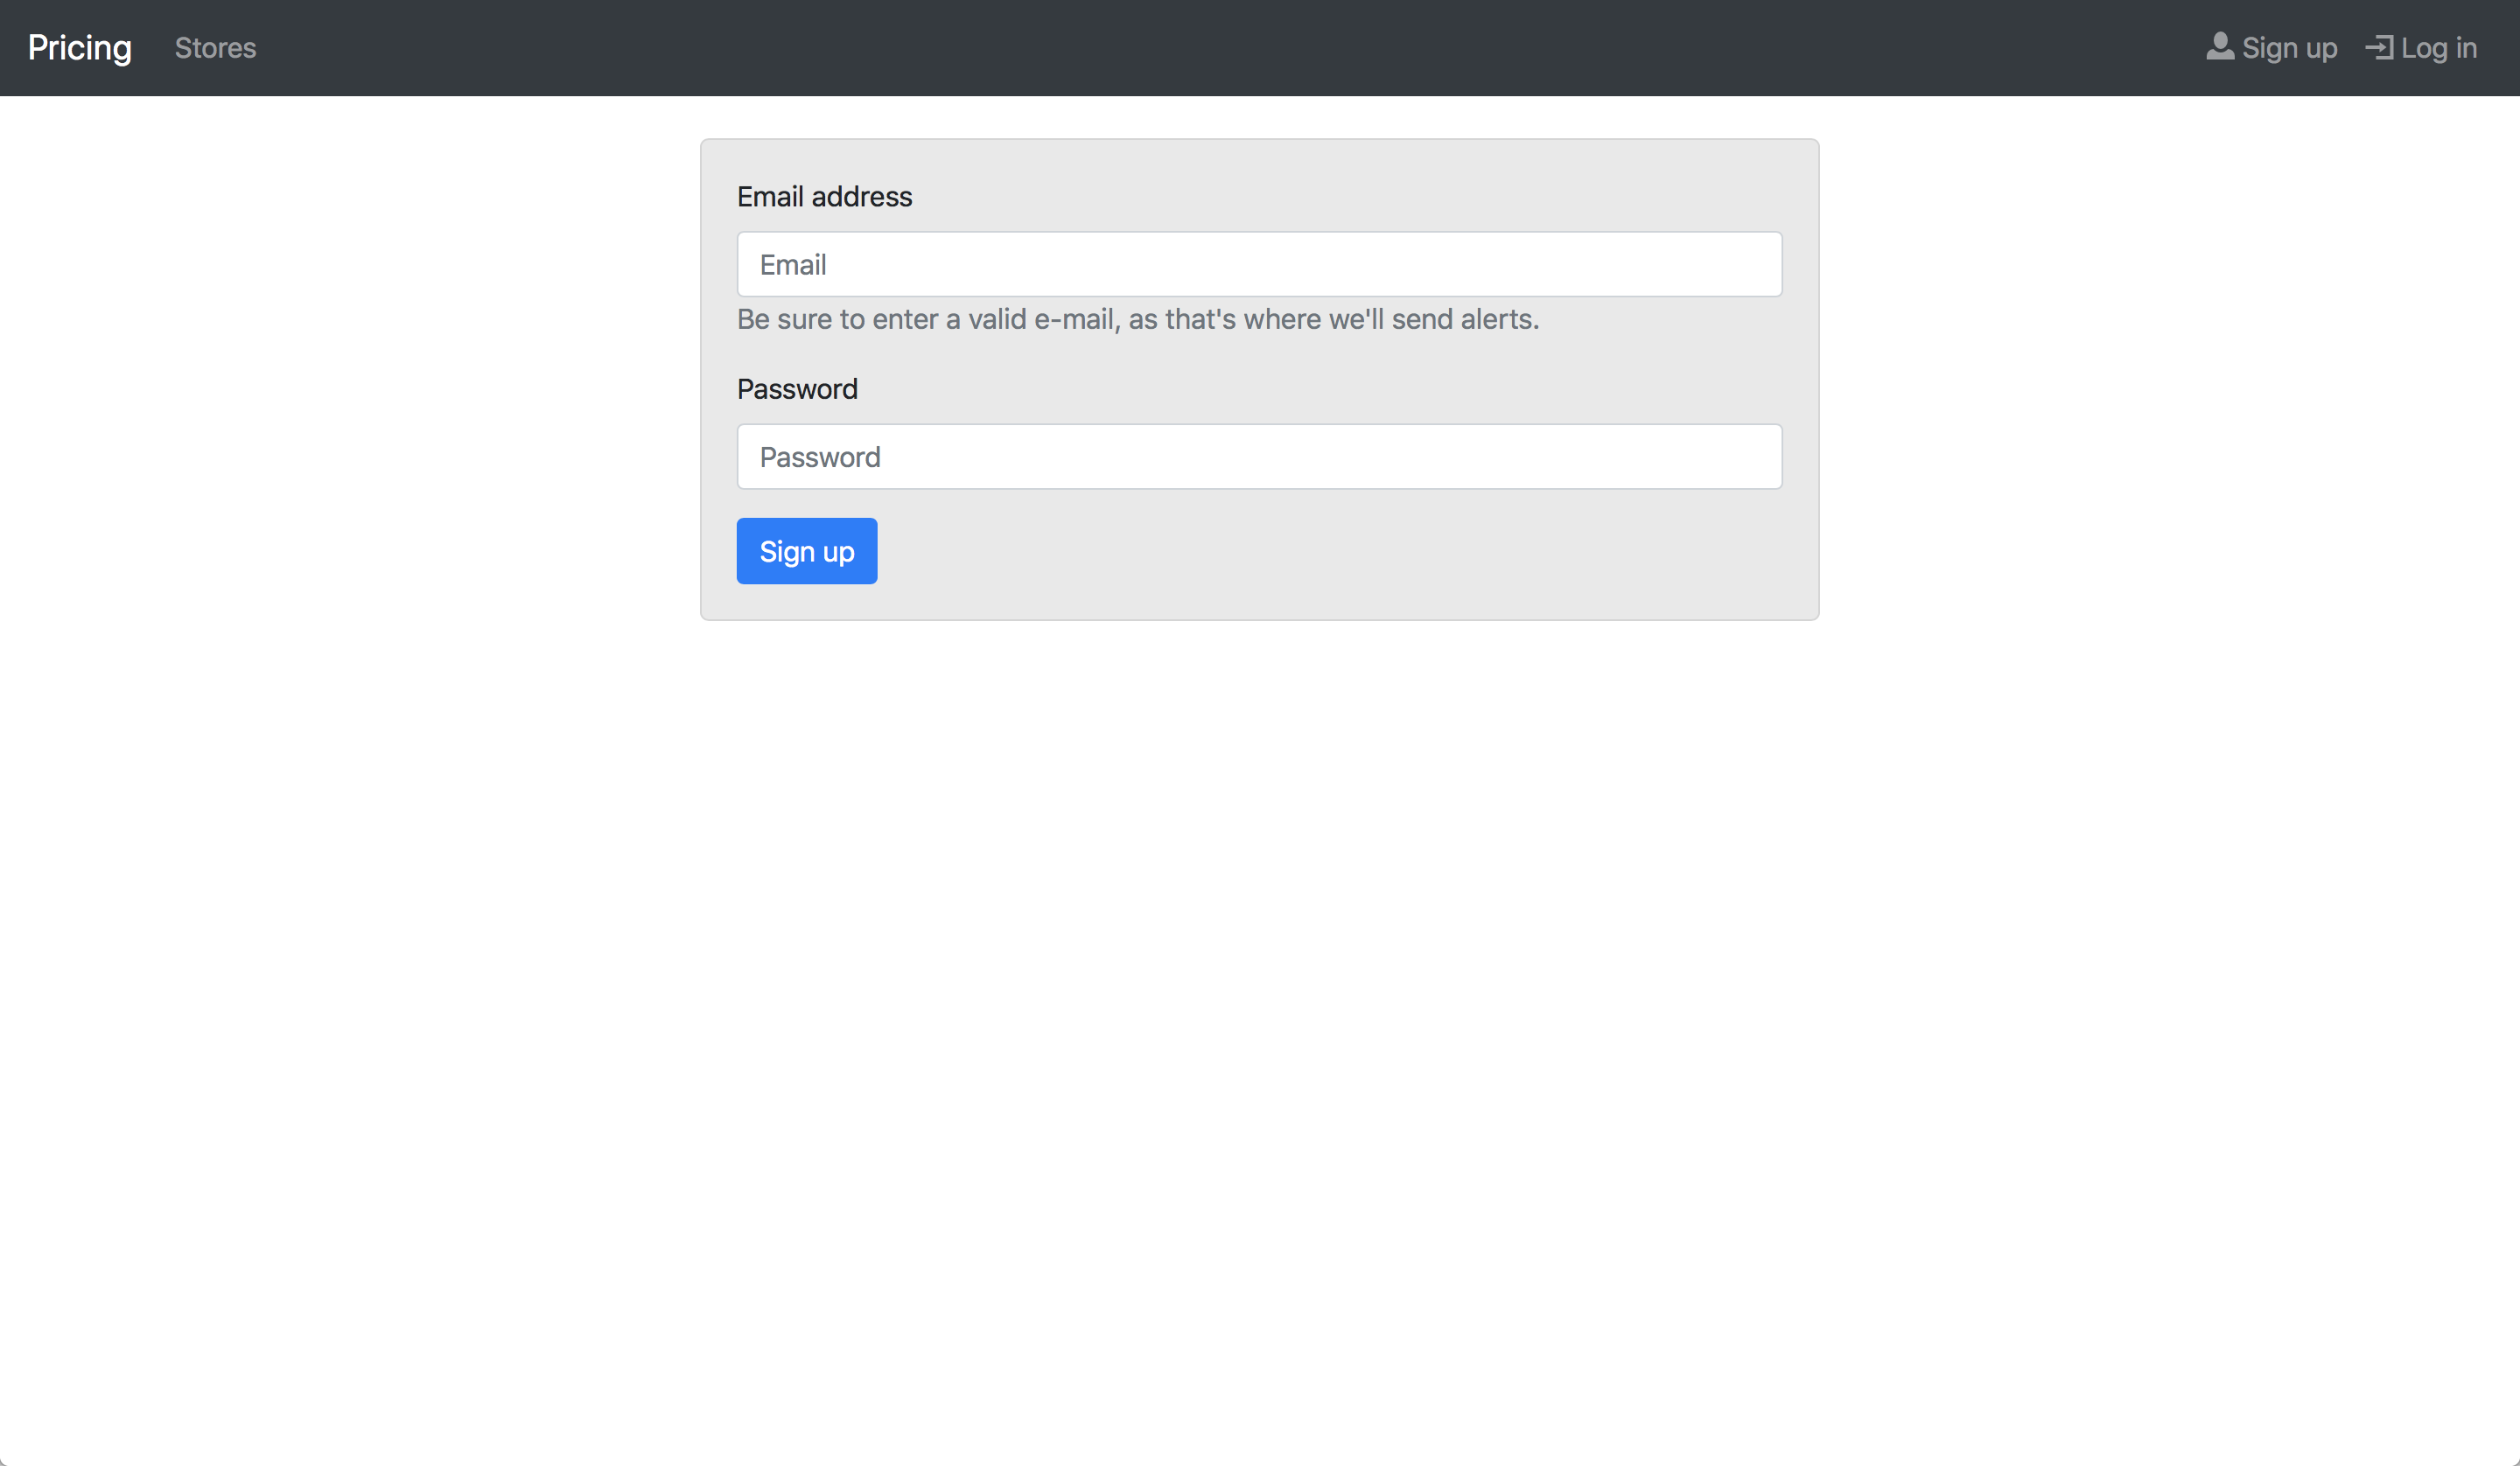 Pricing Stores Sign up Log in
Email address
Email
Be sure to enter a valid e-mail, as that's where we'll send alerts.
Password
Password
Sign up